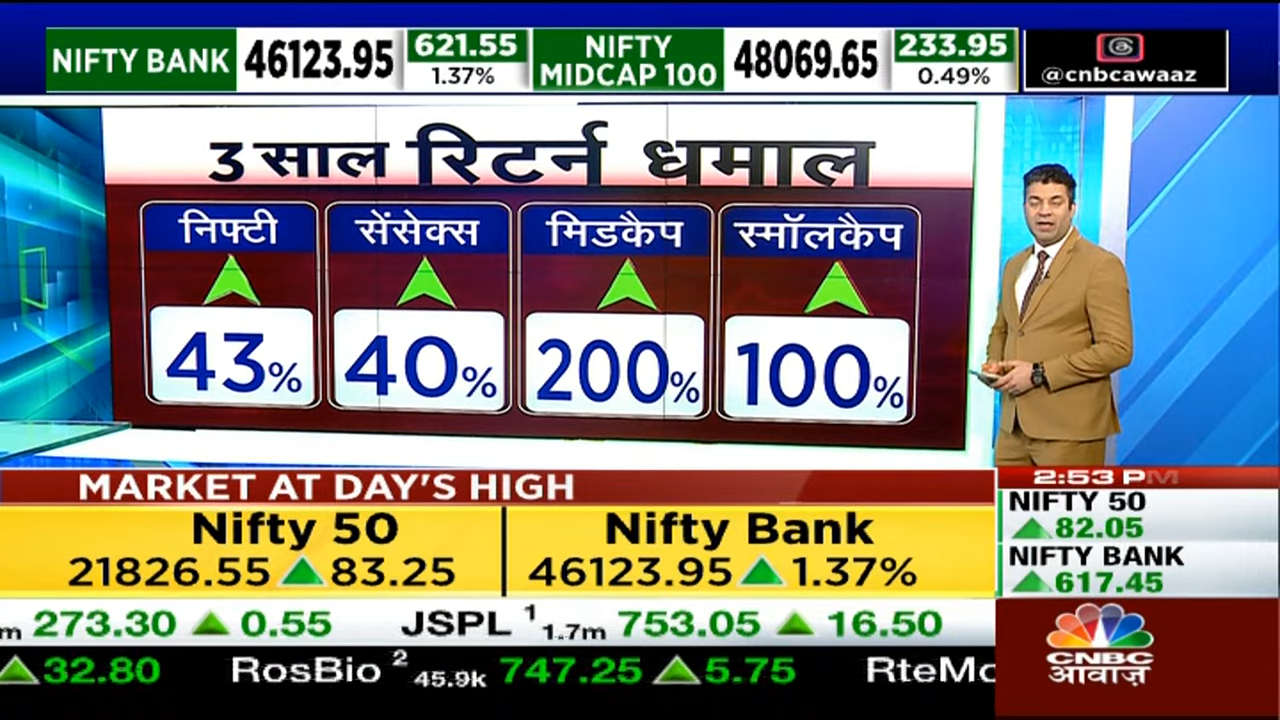 NIFTY BANK 46123.95 621.55 1.37%
NIFTY MIDCAP 100 48069.65 233.95 0.49%
@cnbcawaaz
3 साल रिटर्न धमाल
निफ्टी सेंसेक्स मिडकैप स्मॉलकैप
43% 40% 200% 100%
MARKET AT DAY'S HIGH
2:53 PM
Nifty 50 Nifty Bank
21826.55 83.25 46123.95 1.37%
NIFTY 50
82.05
NIFTY BANK
617.45
m 273.30 0.55 JSPL 1 1.7m 753.05 16.50
32.80 RosBio 2 45.9k 747.25 5.75 RteMo
CNBC
आवाज़